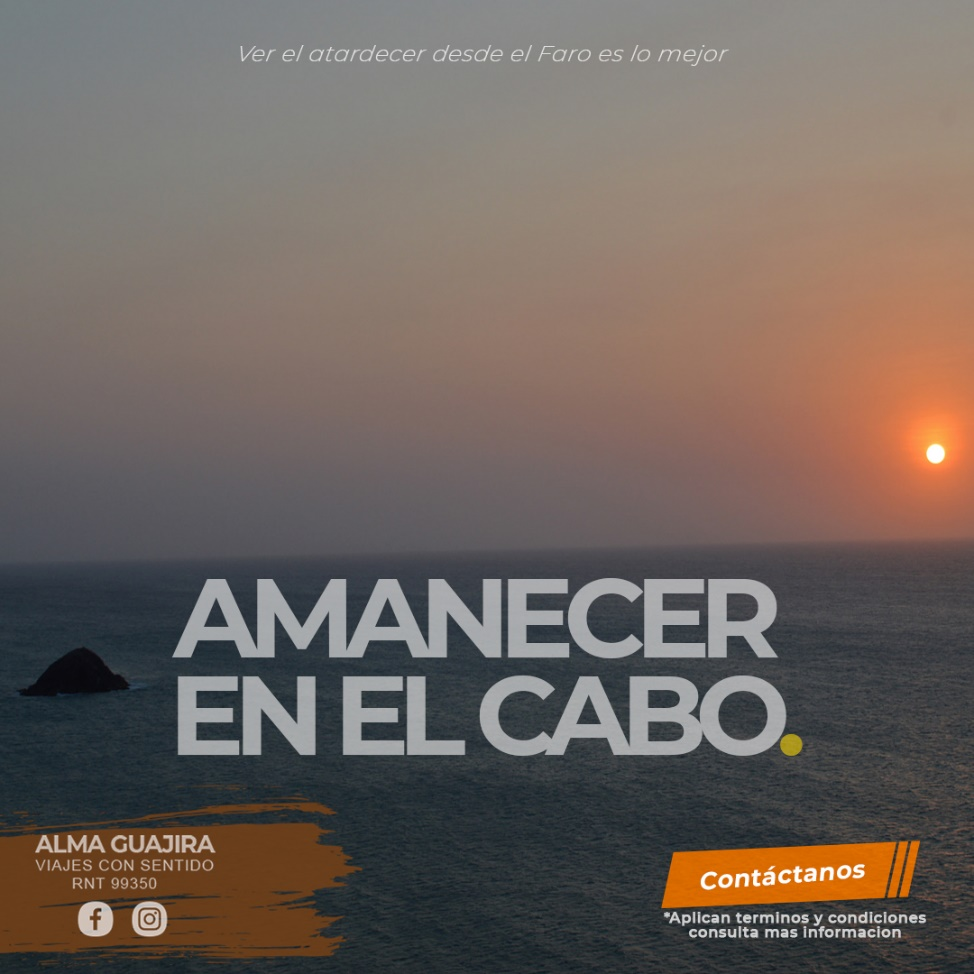 Ver el atardecer desde el Faro es lo mejor
AMANECER
EN EL CABO.
ALMA GUAJIRA
VIAJES CON SENTIDO
RNT 99350
Contáctanos
*Aplican terminos y condiciones
consulta mas informacion